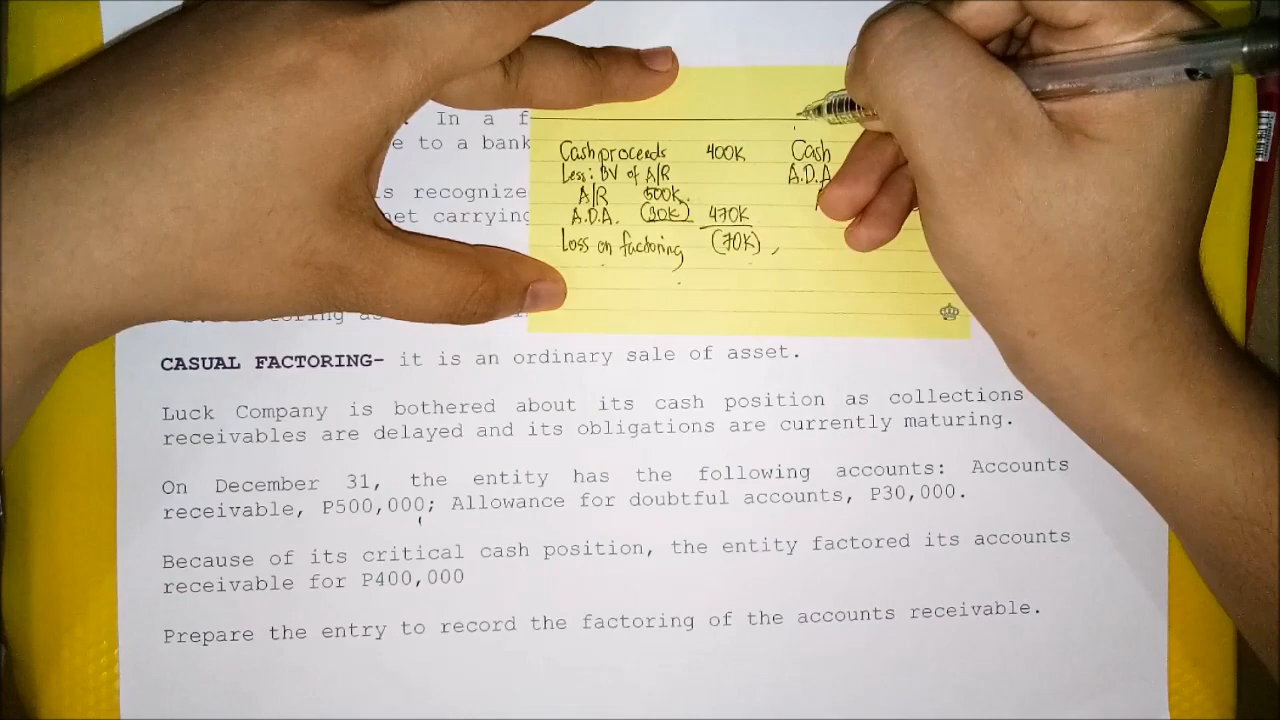 In a f
e to a bank
s recognize
et carrying
Cash proceeds 400K Cash
Less: BV of A/R A.D.A
A/R 500K
A.D.A. (30K) 470K
Loss on factoring (70K)
CASUAL FACTORING- it is an ordinary sale of asset.
Luck Company is bothered about its cash position as collections
receivables are delayed and its obligations are currently maturing.
On December 31, the entity has the following accounts: Accounts
receivable, P500,000; Allowance for doubtful accounts, P30,000.
Because of its critical cash position, the entity factored its accounts
receivable for P400,000
Prepare the entry to record the factoring of the accounts receivable.